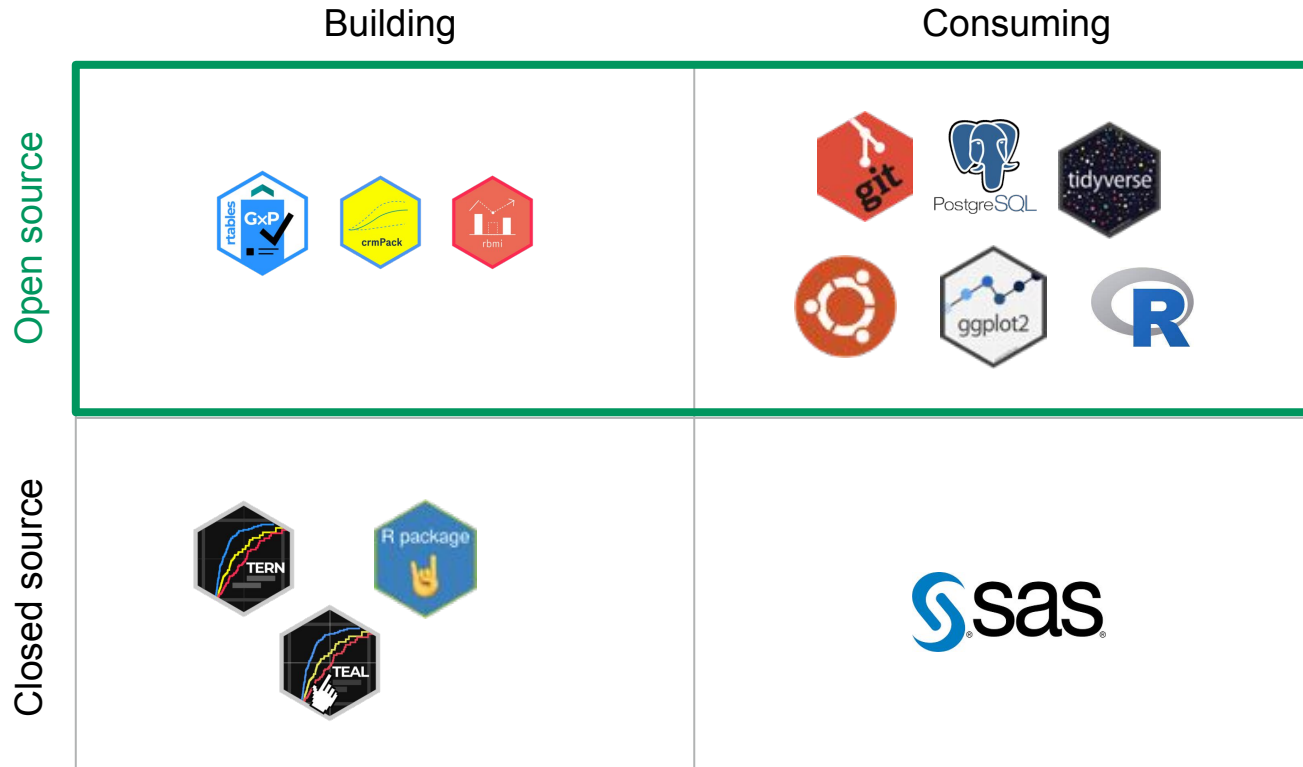 Building
Consuming
Open source
rtables
GxP
crmPack
rbmi
git
PostgreSQL
tidyverse
ggplot2
R
Closed source
TERN
R package
TEAL
sas